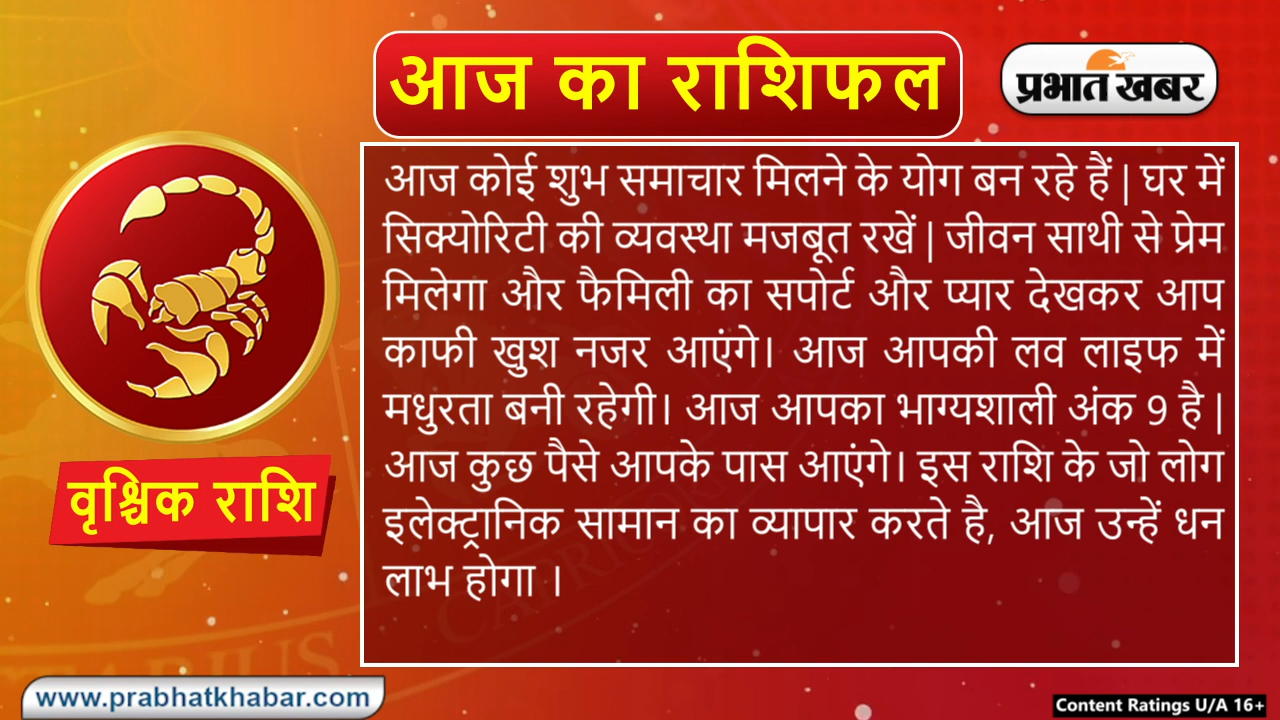 आज का राशिफल
प्रभात खबर
आज कोई शुभ समाचार मिलने के योग बन रहे हैं | घर में
सिक्योरिटी की व्यवस्था मजबूत रखें | जीवन साथी से प्रेम
मिलेगा और फैमिली का सपोर्ट और प्यार देखकर आप
काफी खुश नजर आएंगे। आज आपकी लव लाइफ में
मधुरता बनी रहेगी। आज आपका भाग्यशाली अंक 9 है |
आज कुछ पैसे आपके पास आएंगे। इस राशि के जो लोग
इलेक्ट्रानिक सामान का व्यापार करते है, आज उन्हें धन
लाभ होगा ।
वृश्चिक राशि
www.prabhatkhabar.com
Content Ratings U/A 16+